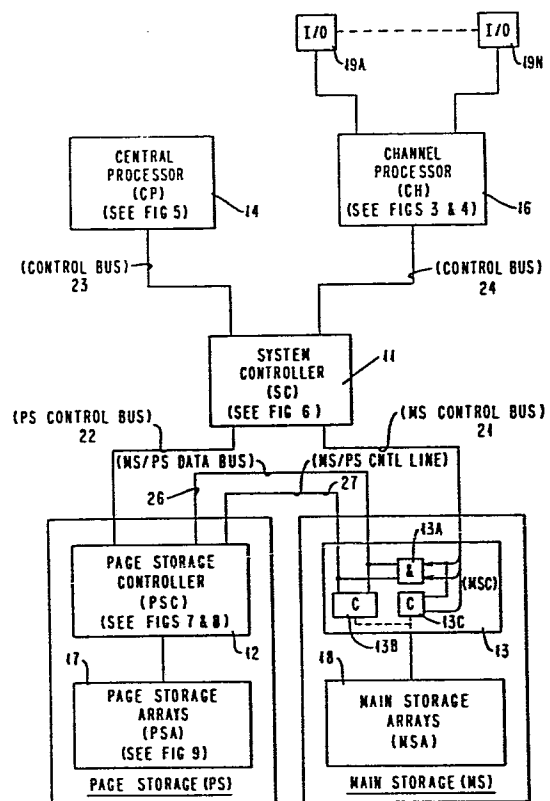 I/O
I/O
19A
19N
CENTRAL
PROCESSOR
(CP)
(SEE FIG 5)
14
CHANNEL
PROCESSOR
(CH)
(SEE FIGS 3 & 4)
16
(CONTROL BUS)
23
(CONTROL BUS)
24
SYSTEM
CONTROLLER
(SC)
(SEE FIG 6)
11
(PS CONTROL BUS)
22
(MS CONTROL BUS)
21
(MS/PS DATA BUS)
(MS/PS CNTL LINE)
26
27
PAGE STORAGE
CONTROLLER
(PSC)
(SEE FIGS 7 & 8)
12
13A
&
(MSC)
C
C
13B
13C
13
17
PAGE STORAGE
ARRAYS
(PSA)
(SEE FIG 9)
18
MAIN STORAGE
ARRAYS
(MSA)
PAGE STORAGE (PS)
MAIN STORAGE (MS)